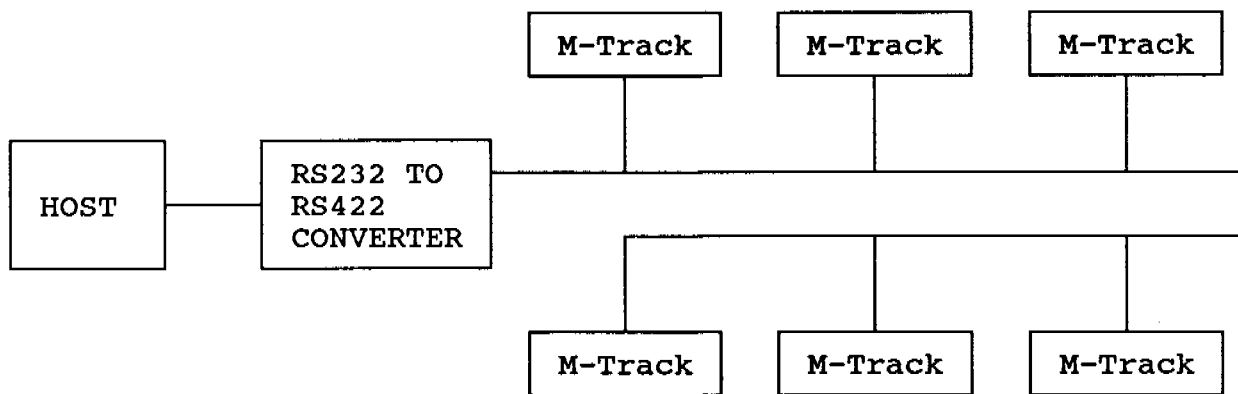 M-Track
M-Track
M-Track
HOST
RS232 TO
RS422
CONVERTER
M-Track
M-Track
M-Track